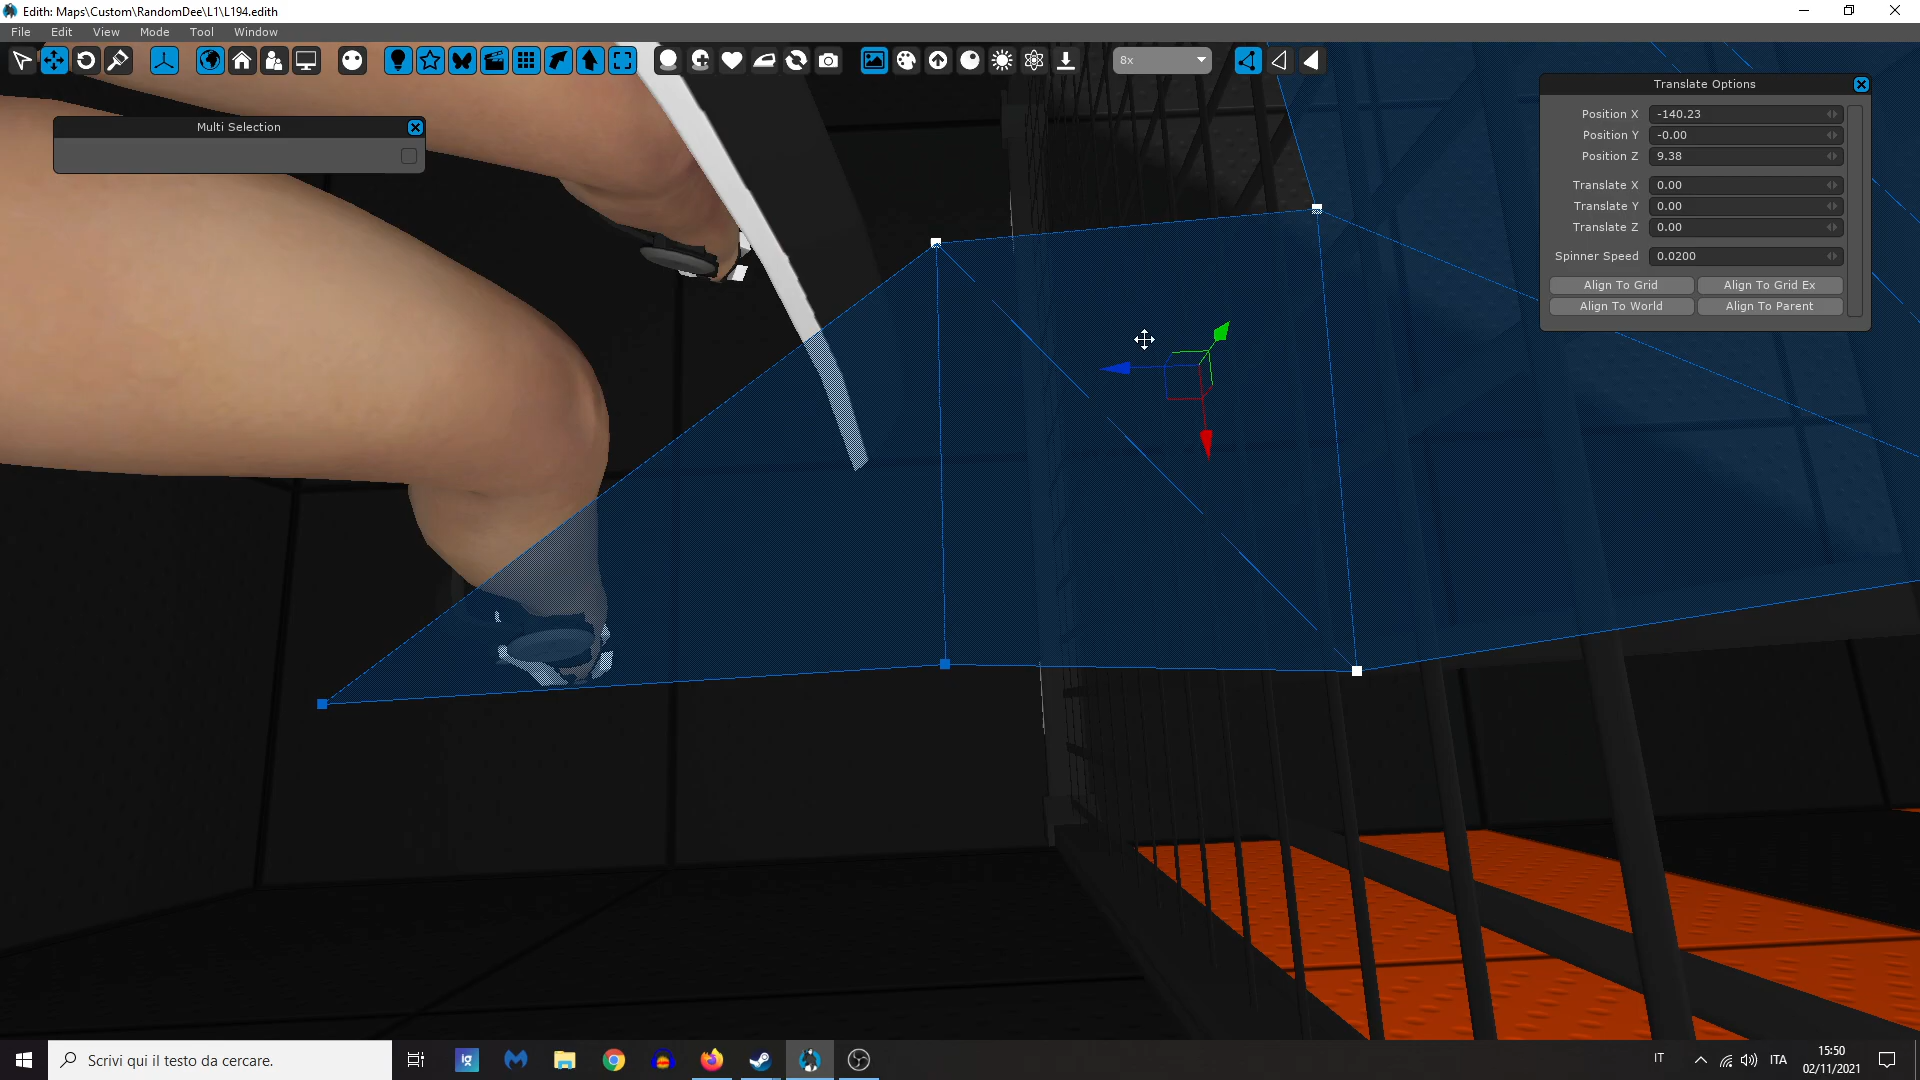 Edith: Maps\Custom\RandomDee\L1\L194.edith
File Edit View Mode Tool Window
8x
Multi Selection
Translate Options
Position X -140.23
Position Y -0.00
Position Z 9.38
Translate X 0.00
Translate Y 0.00
Translate Z 0.00
Spinner Speed 0.0200
Align To Grid Align To Grid Ex
Align To World Align To Parent
Scrivi qui il testo da cercare.
ig
IT
ITA
15:50
02/11/2021